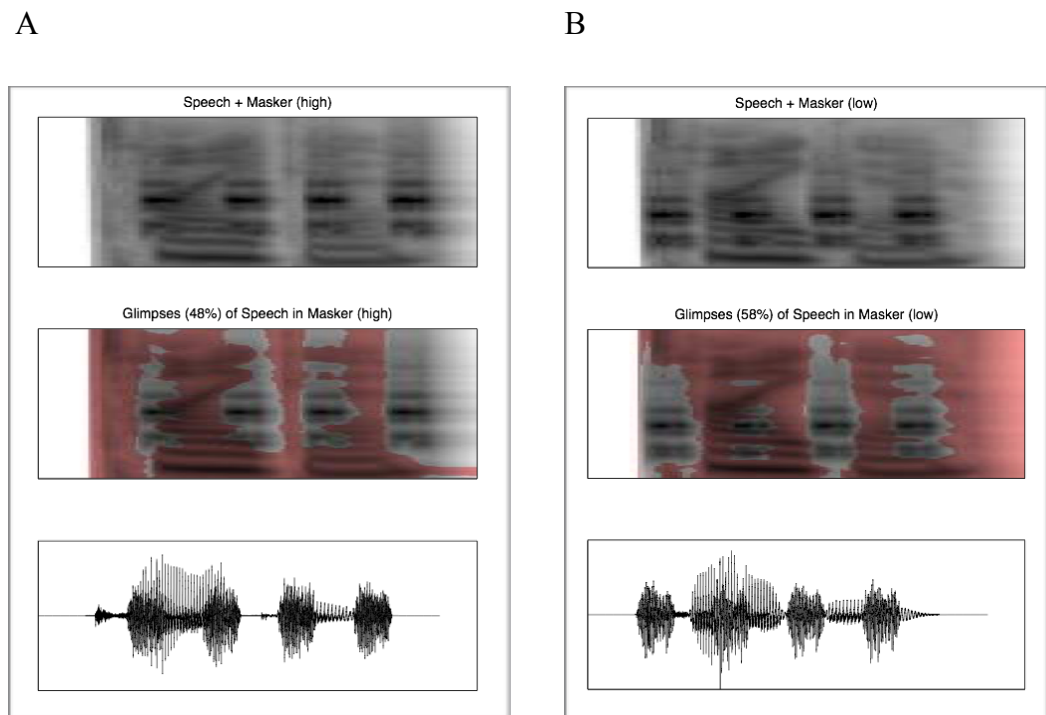 A
B
Speech + Masker (high)
Speech + Masker (low)
Glimpses (48%) of Speech in Masker (high)
Glimpses (58%) of Speech in Masker (low)